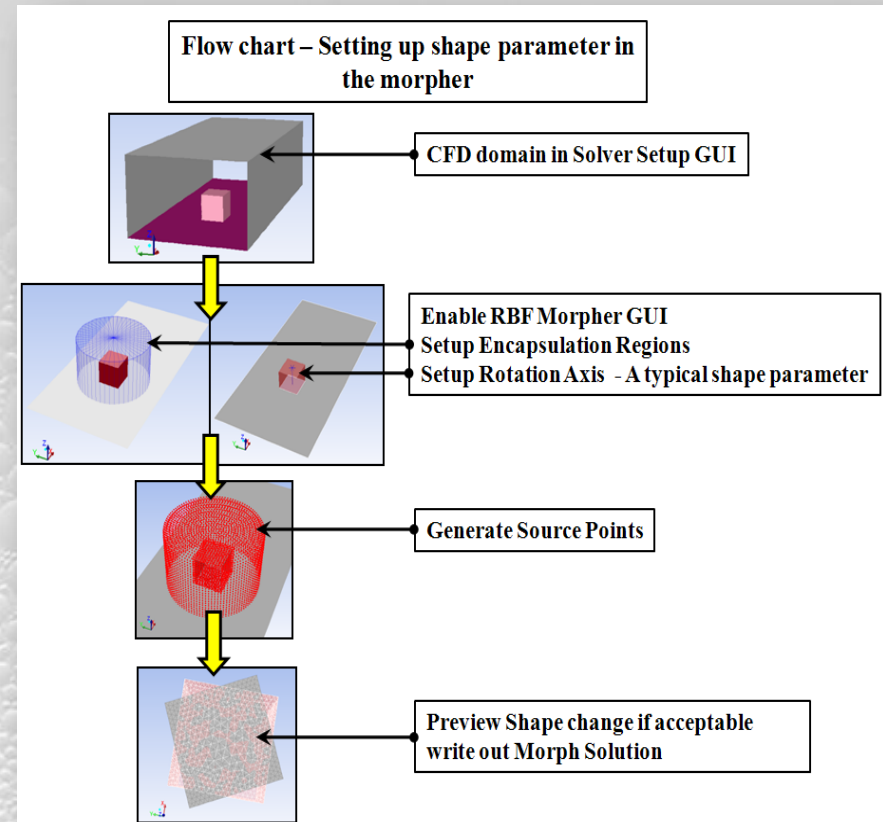 Flow chart – Setting up shape parameter in
the morpher
CFD domain in Solver Setup GUI
Enable RBF Morpher GUI
Setup Encapsulation Regions
Setup Rotation Axis - A typical shape parameter
Generate Source Points
Preview Shape change if acceptable
write out Morph Solution